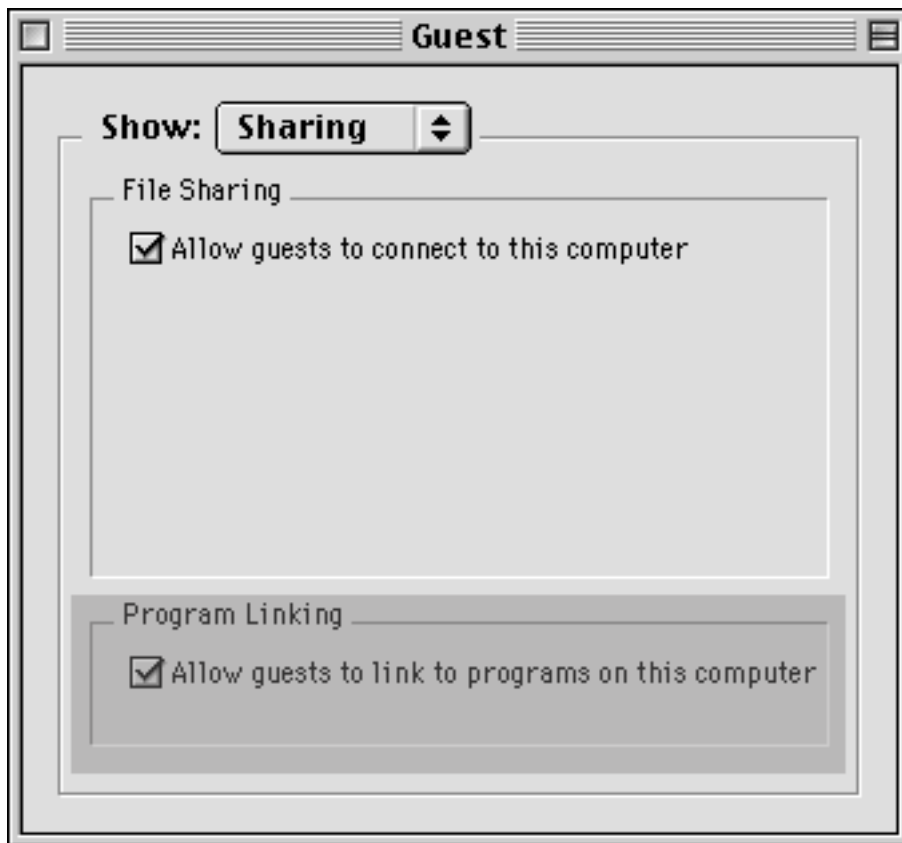 Guest
Show: Sharing
File Sharing
Allow guests to connect to this computer
Program Linking
Allow guests to link to programs on this computer